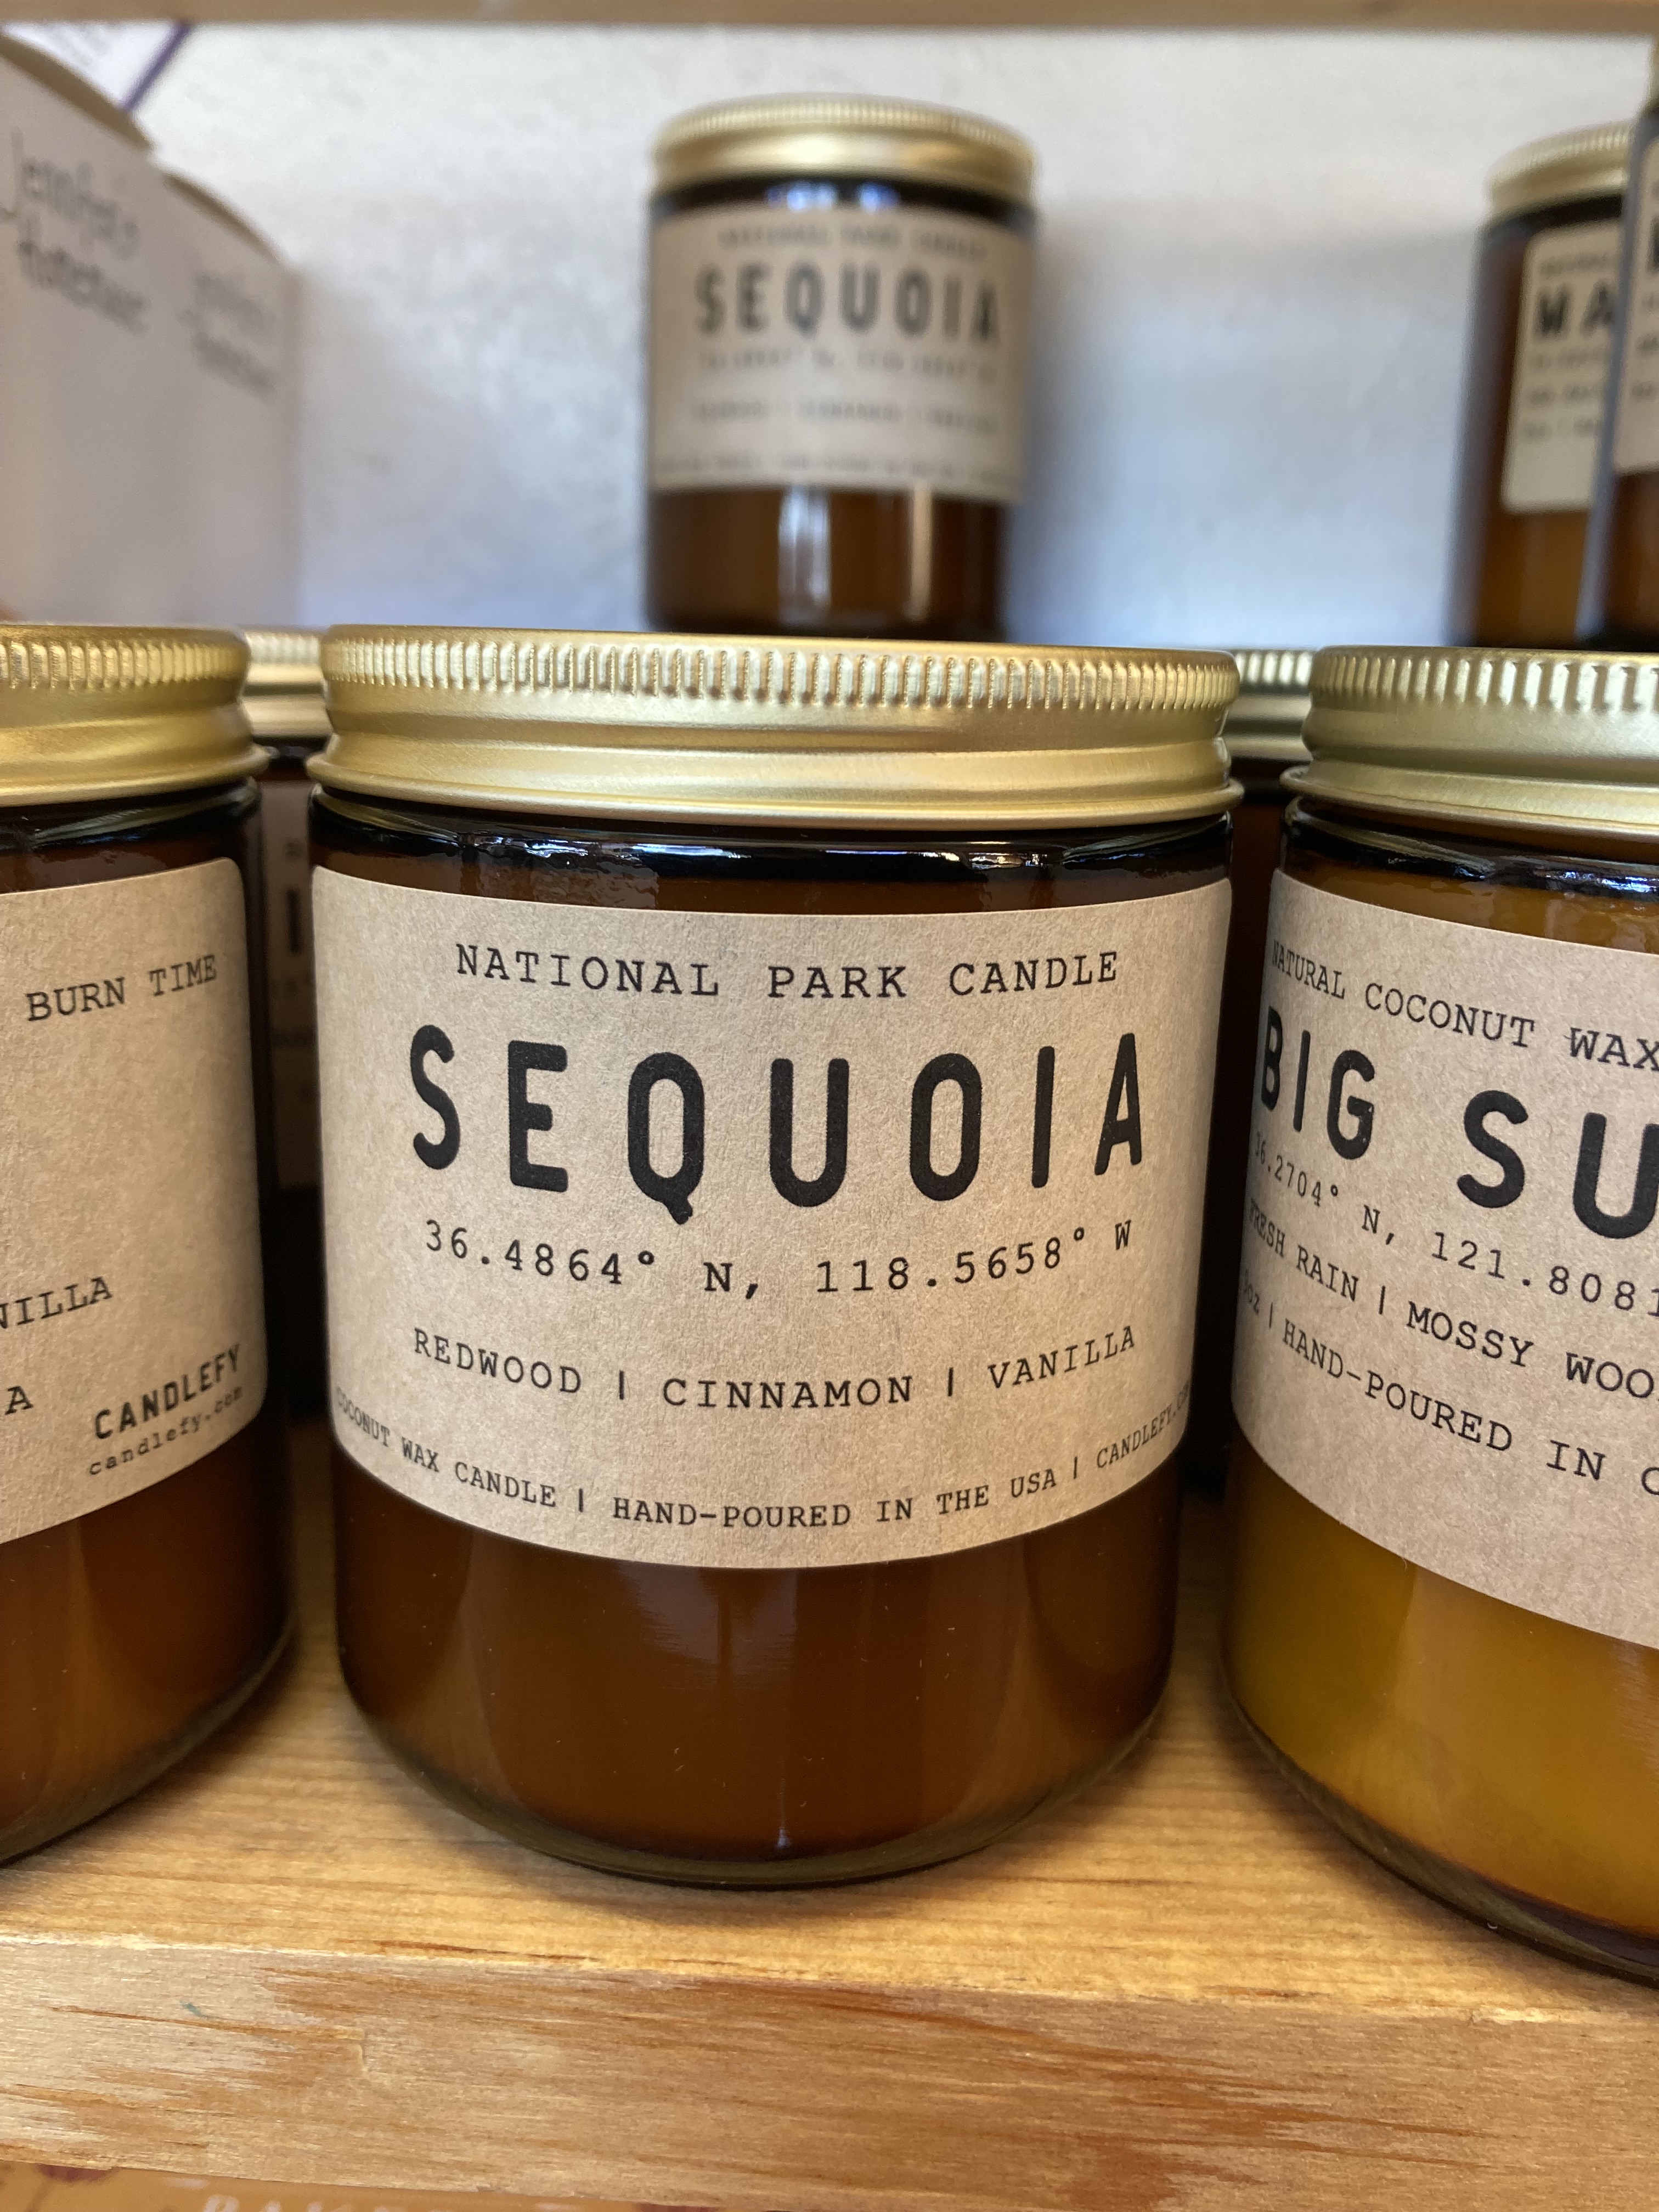 SEQUOIA
MA
BURN TIME
NILLA
A
CANDLEFY
candlefy.com
NATIONAL PARK CANDLE
SEQUOIA
36.4864° N, 118.5658° W
REDWOOD | CINNAMON | VANILLA
COCONUT WAX CANDLE | HAND-POURED IN THE USA | CANDLEFY
NATURAL COCONUT WAX
BIG SU
36.2704° N, 121.8081
FRESH RAIN | MOSSY WOO
| HAND-POURED IN C